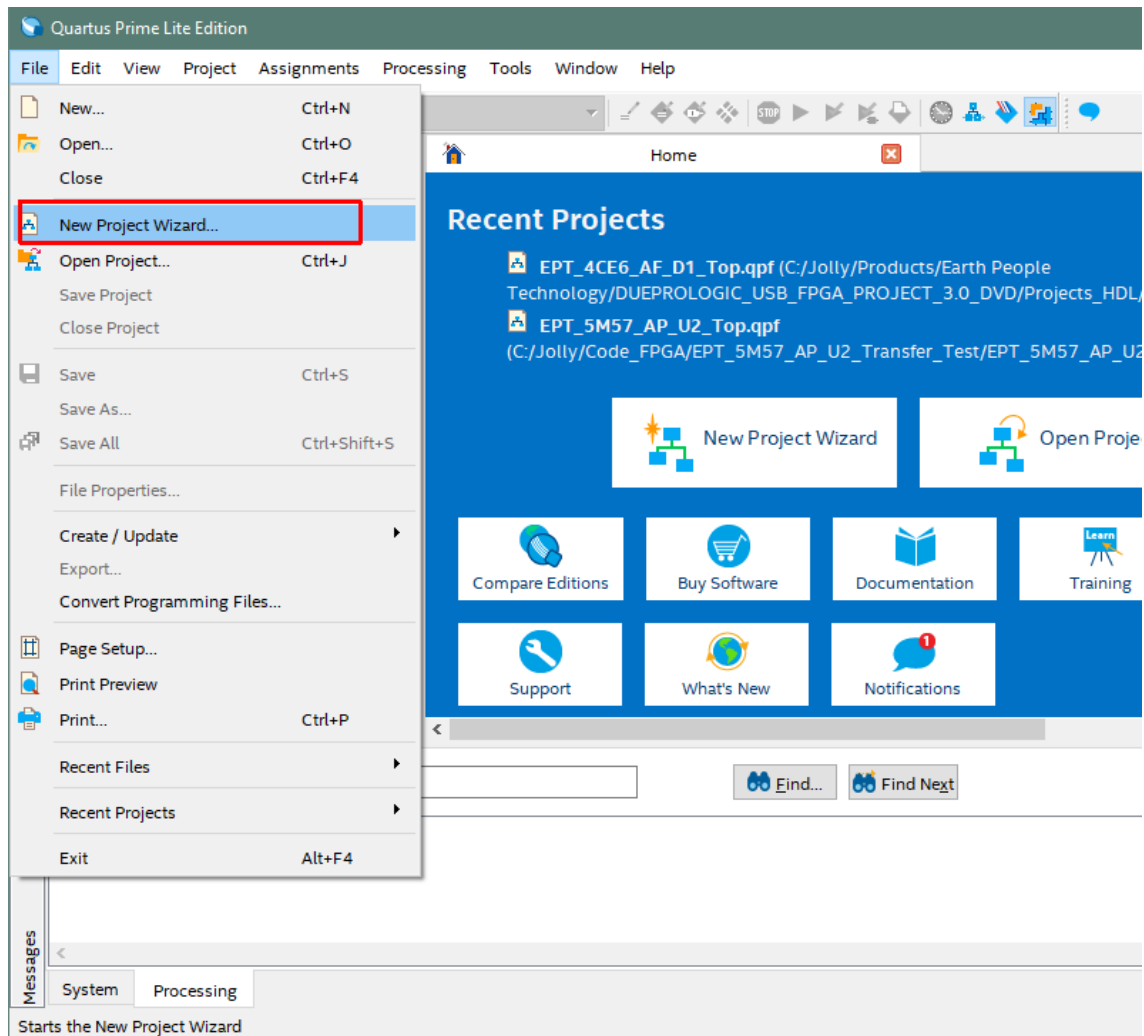 Quartus Prime Lite Edition
File Edit View Project Assignments Processing Tools Window Help
New... Ctrl+N
Open... Ctrl+O
Close Ctrl+F4
New Project Wizard...
Open Project... Ctrl+J
Save Project
Close Project
Save Ctrl+S
Save As...
Save All Ctrl+Shift+S
File Properties...
Create / Update
Export...
Convert Programming Files...
Page Setup...
Print Preview
Print... Ctrl+P
Recent Files
Recent Projects
Exit Alt+F4
STOP
Home
Recent Projects
EPT_4CE6_AF_D1_Top.qpf (C:/Jolly/Products/Earth People
Technology/DUEPROLOGIC_USB_FPGA_PROJECT_3.0_DVD/Projects_HDL/
EPT_5M57_AP_U2_Top.qpf
(C:/Jolly/Code_FPGA/EPT_5M57_AP_U2_Transfer_Test/EPT_5M57_AP_U2
New Project Wizard
Open Proje
Compare Editions
Buy Software
Documentation
Learn
Training
Support
What's New
1
Notifications
Find... Find Next
Messages
System Processing
Starts the New Project Wizard